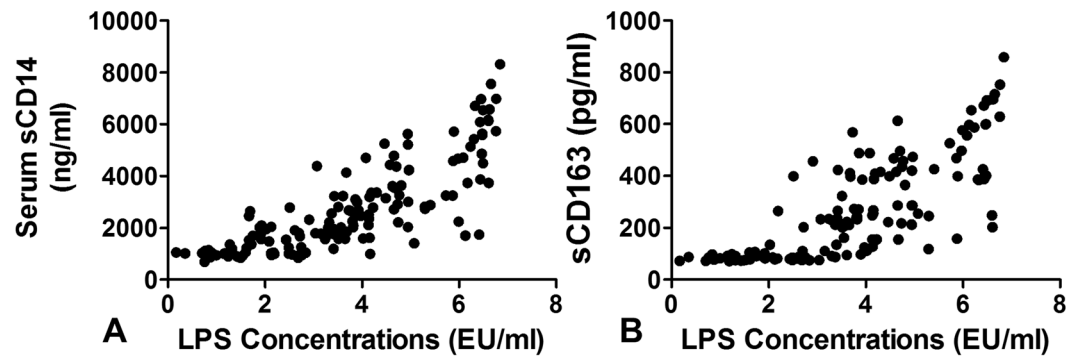 10000
8000
6000
4000
2000
0
Serum sCD14
(ng/ml)
0 2 4 6 8
LPS Concentrations (EU/ml)
A
1000
800
600
400
200
0
sCD163 (pg/ml)
0 2 4 6 8
LPS Concentrations (EU/ml)
B